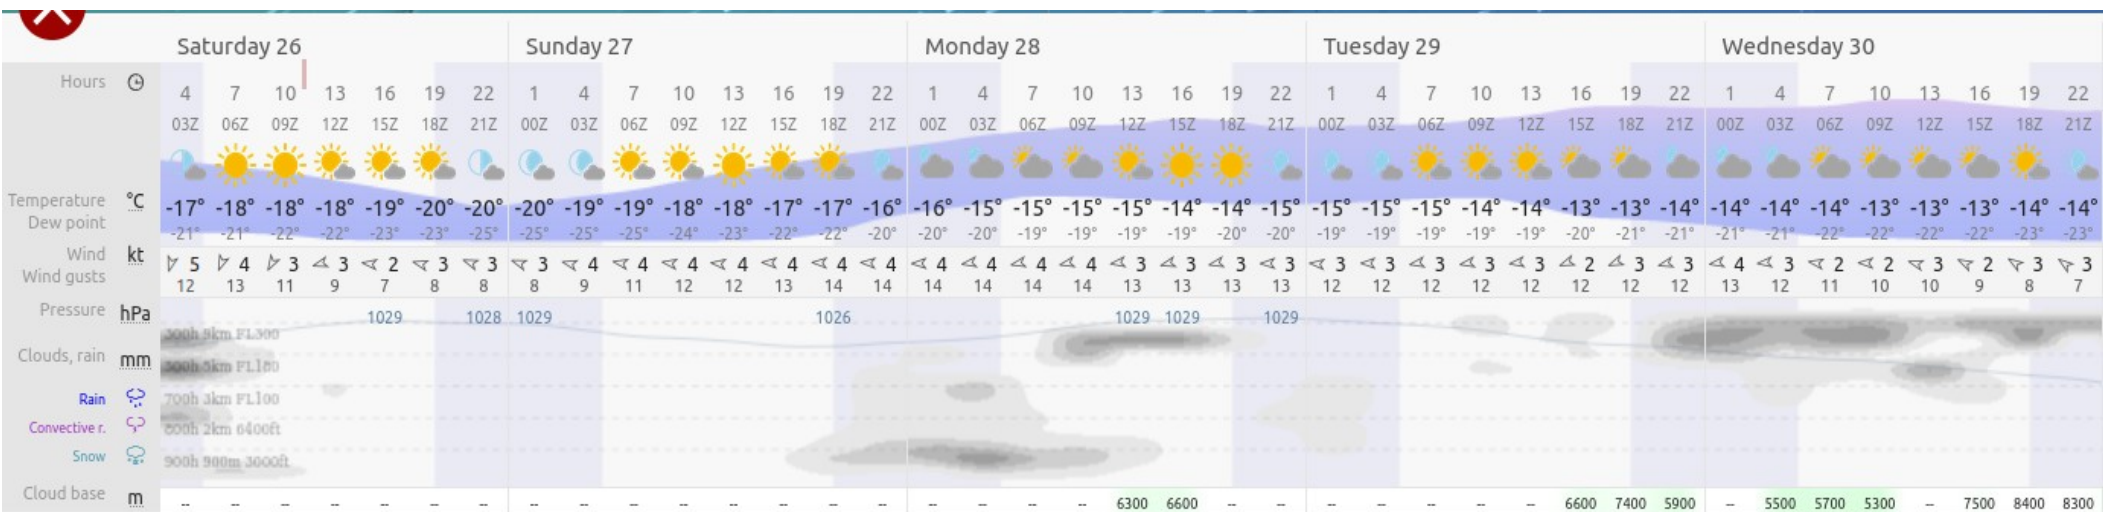 Saturday 26 Sunday 27 Monday 28 Tuesday 29 Wednesday 30
Hours 4 7 10 13 16 19 22 1 4 7 10 13 16 19 22 1 4 7 10 13 16 19 22 1 4 7 10 13 16 19 22 1 4 7 10 13 16 19 22
03Z 06Z 09Z 12Z 15Z 18Z 21Z 00Z 03Z 06Z 09Z 12Z 15Z 18Z 21Z 00Z 03Z 06Z 09Z 12Z 15Z 18Z 21Z 00Z 03Z 06Z 09Z 12Z 15Z 18Z 21Z 00Z 03Z 06Z 09Z 12Z 15Z 18Z 21Z
Temperature °C -17° -18° -18° -18° -19° -20° -20° -20° -19° -19° -18° -18° -17° -17° -16° -16° -15° -15° -15° -15° -14° -14° -15° -15° -15° -15° -14° -14° -13° -13° -14° -14° -14° -13° -13° -13° -13° -14° -14°
Dew point -21° -21° -22° -22° -23° -23° -25° -25° -25° -25° -24° -23° -22° -22° -20° -20° -20° -19° -19° -19° -19° -20° -20° -19° -19° -19° -19° -19° -20° -21° -21° -21° -21° -22° -22° -22° -23° -23° -23°
Wind kt 5 4 3 3 2 3 3 3 4 4 4 4 4 4 4 4 4 4 4 3 3 3 3 3 3 3 3 3 2 3 3 4 3 2 2 3 2 3 3
Wind gusts 12 13 11 9 7 8 8 8 9 11 12 12 13 14 14 14 14 14 14 13 13 13 13 12 12 12 12 12 12 12 12 13 12 11 10 10 9 8 7
Pressure hPa 1029 1028 1029 1026 1029 1029 1029
300h 9km FL300
Clouds, rain mm
500h 5km FL180
Rain 700h 3km FL100
Convective r. 800h 2km 6400ft
Snow 900h 900m 3000ft
Cloud base m -- -- -- -- -- -- -- -- -- -- -- -- -- -- -- -- -- -- -- 6300 6600 -- -- -- -- -- -- -- 6600 7400 5900 -- 5500 5700 5300 -- 7500 8400 8300